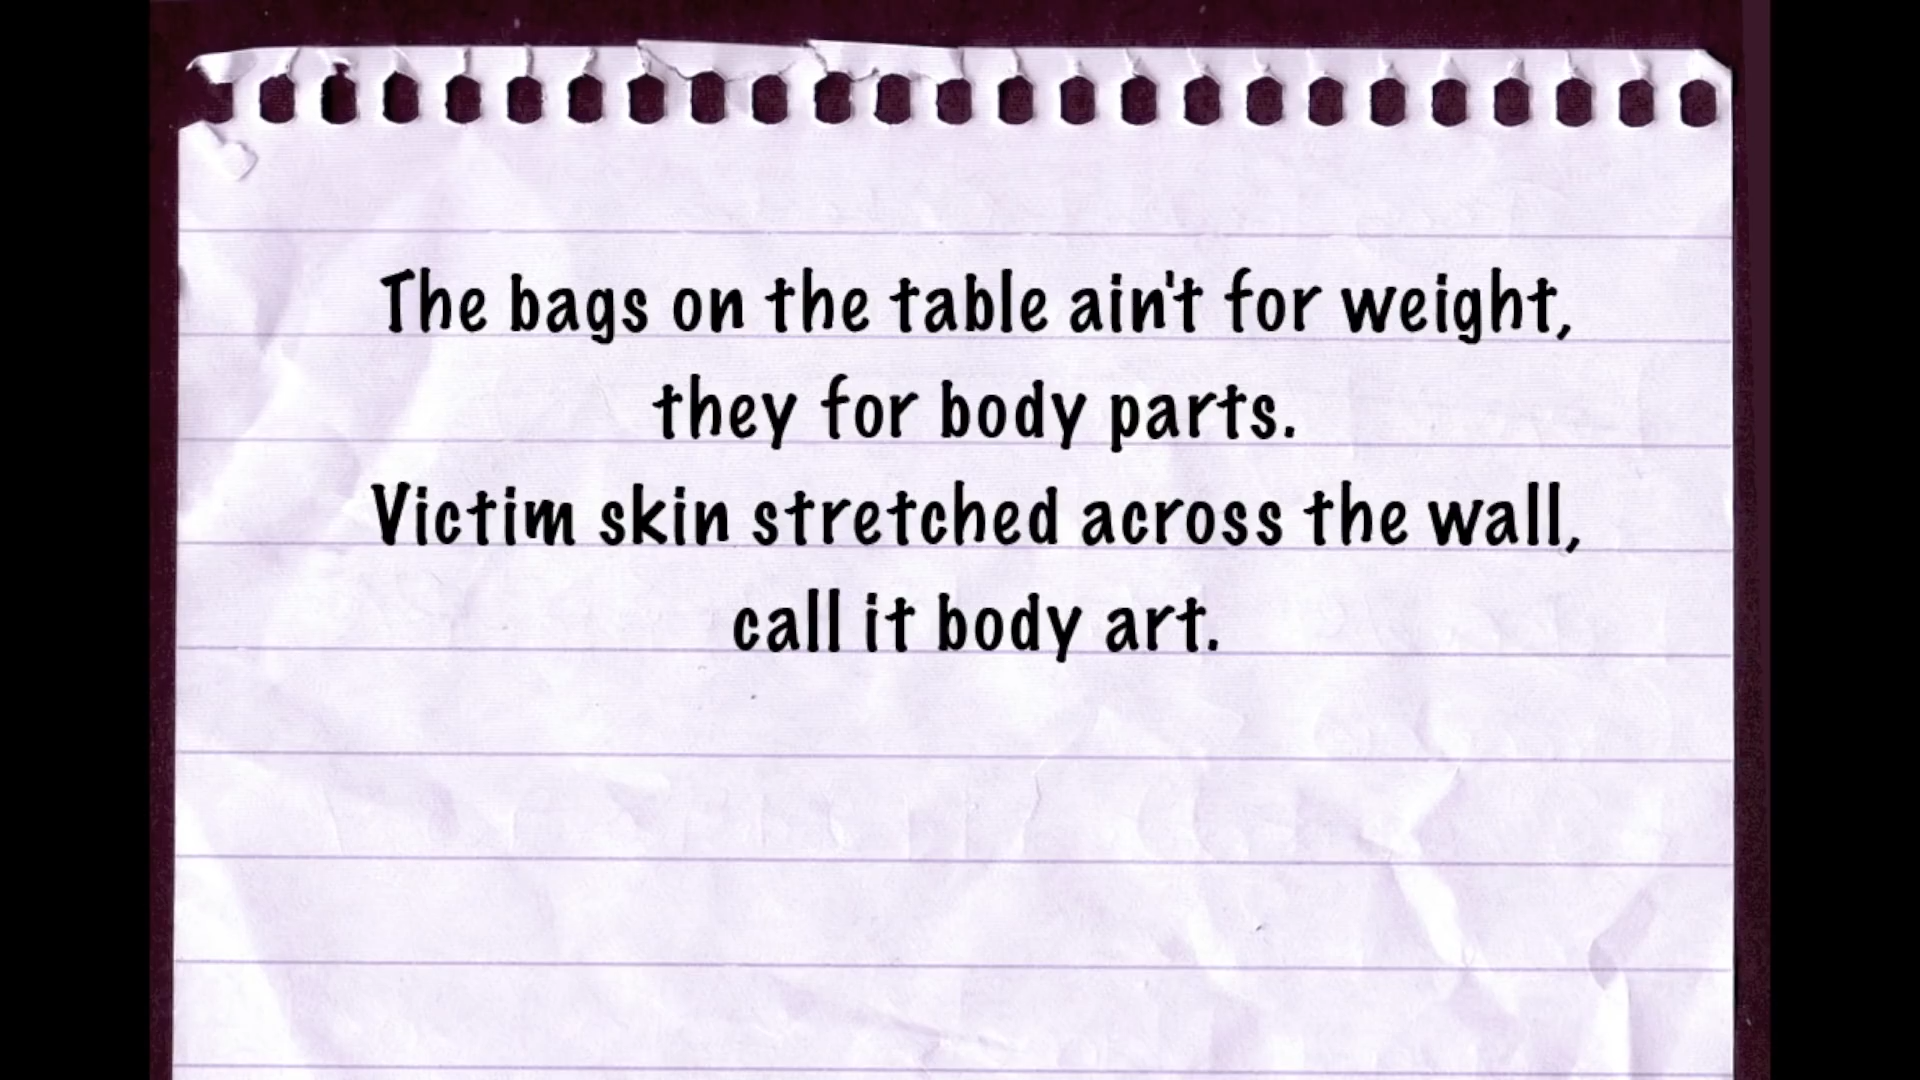 The bags on the table ain't for weight,
they for body parts.
Victim skin stretched across the wall,
call it body art.